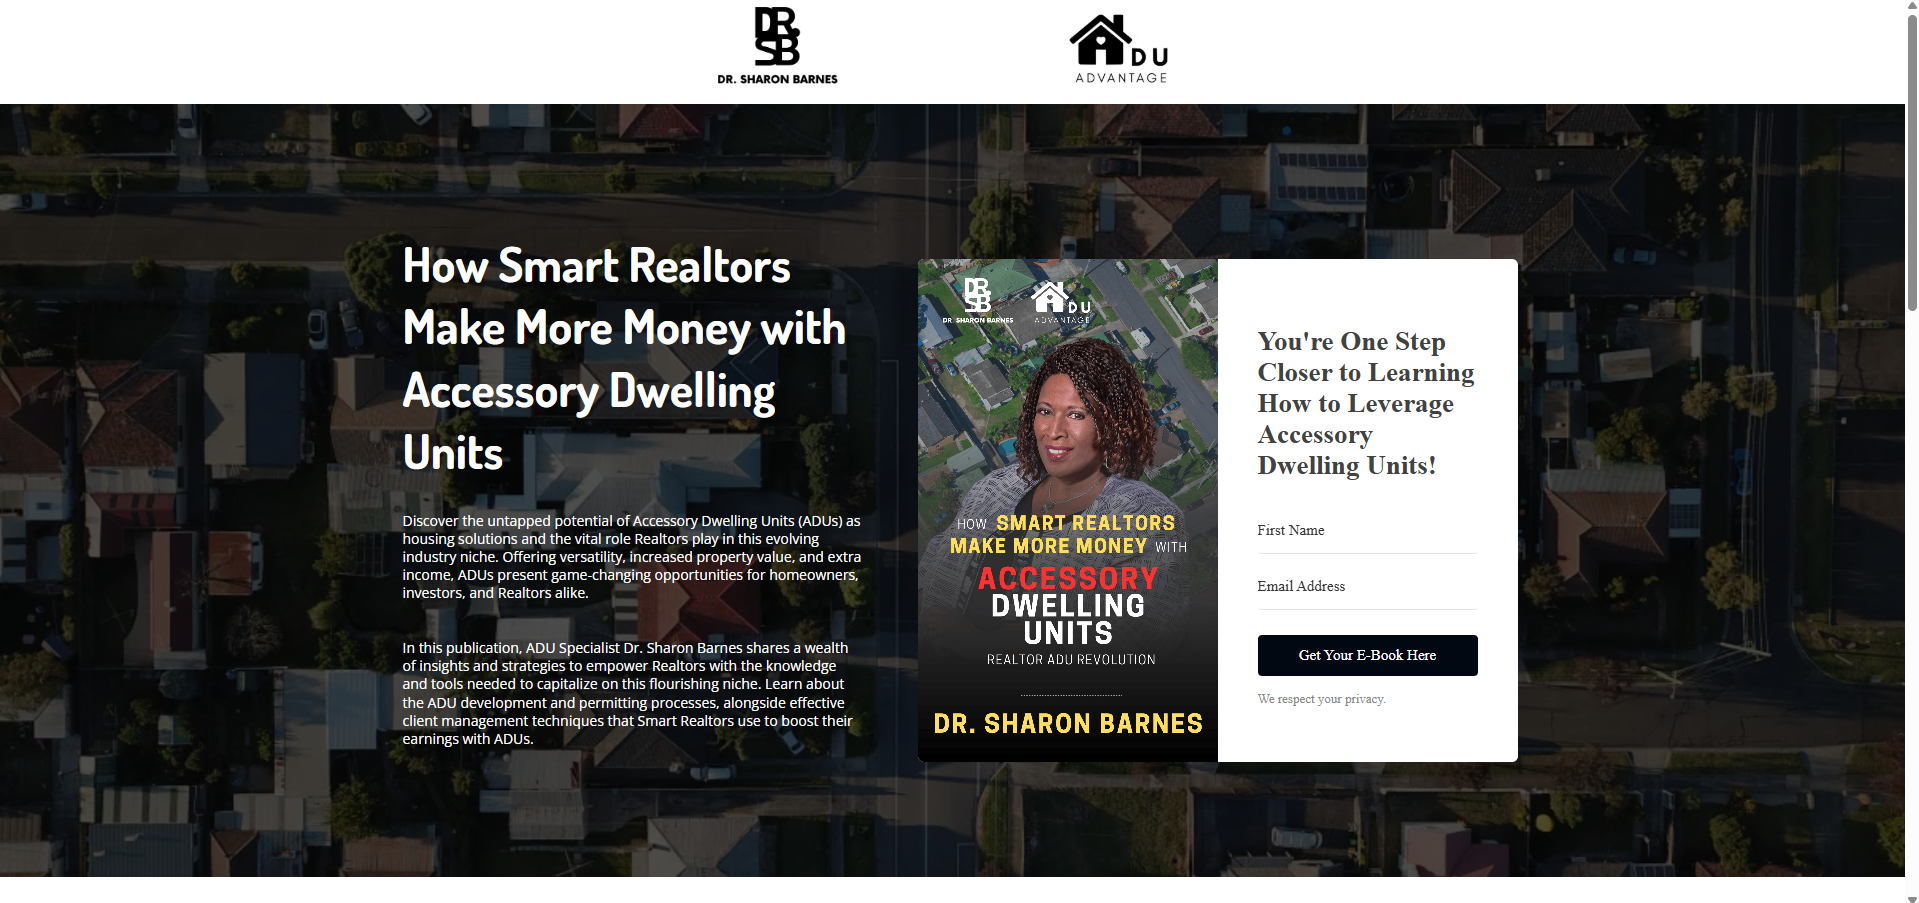 DR.
SB
DR. SHARON BARNES
DU
ADVANTAGE
How Smart Realtors
Make More Money with
Accessory Dwelling
Units
Discover the untapped potential of Accessory Dwelling Units (ADUs) as
housing solutions and the vital role Realtors play in this evolving
industry niche. Offering versatility, increased property value, and extra
income, ADUs present game-changing opportunities for homeowners,
investors, and Realtors alike.
In this publication, ADU Specialist Dr. Sharon Barnes shares a wealth
of insights and strategies to empower Realtors with the knowledge
and tools needed to capitalize on this flourishing niche. Learn about
the ADU development and permitting processes, alongside effective
client management techniques that Smart Realtors use to boost their
earnings with ADUs.
DR.
SB
DR. SHARON BARNES
DU
ADVANTAGE
HOW SMART REALTORS
MAKE MORE MONEY WITH
ACCESSORY
DWELLING
UNITS
REALTOR ADU REVOLUTION
DR. SHARON BARNES
You're One Step
Closer to Learning
How to Leverage
Accessory
Dwelling Units!
First Name
Email Address
Get Your E-Book Here
We respect your privacy.